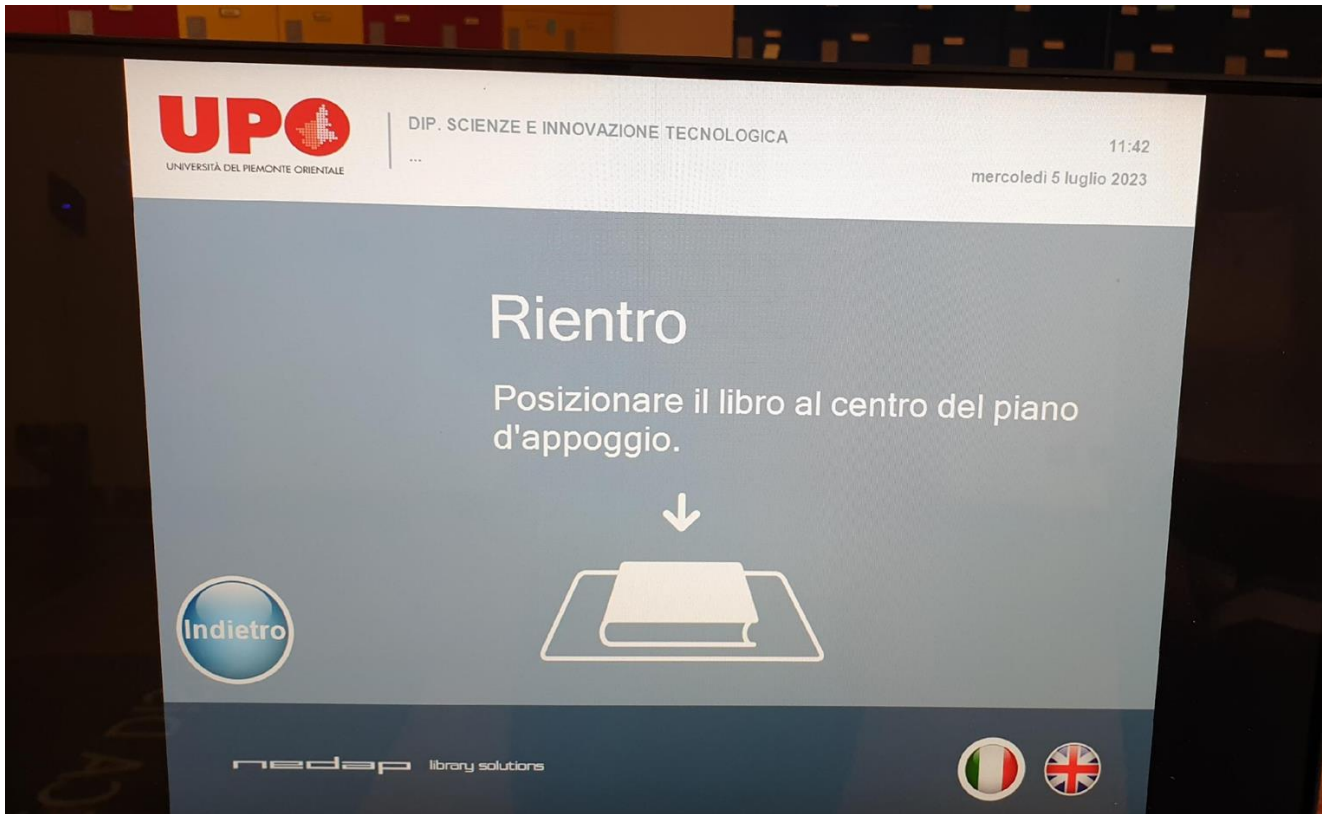 UPO
UNIVERSITÀ DEL PIEMONTE ORIENTALE
DIP. SCIENZE E INNOVAZIONE TECNOLOGICA
...
11:42
mercoledì 5 luglio 2023
Rientro
Posizionare il libro al centro del piano
d'appoggio.
Indietro
nedap library solutions